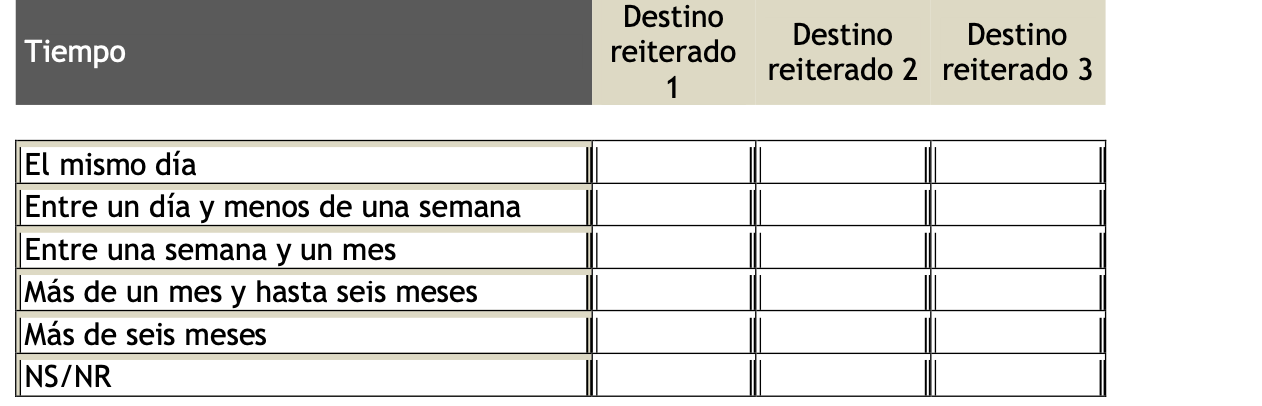 Tiempo
Destino
reiterado
1
Destino
reiterado 2
Destino
reiterado 3
El mismo día
Entre un día y menos de una semana
Entre una semana y un mes
Más de un mes y hasta seis meses
Más de seis meses
NS/NR